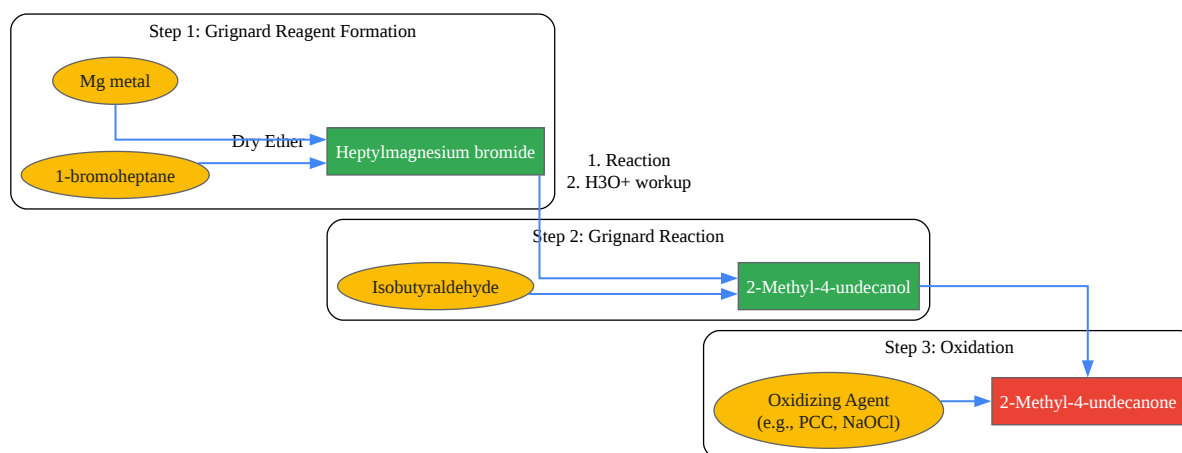 Step 1: Grignard Reagent Formation
Mg metal
Dry Ether
Heptylmagnesium bromide
1-bromoheptane
1. Reaction
2. H3O+ workup
Step 2: Grignard Reaction
Isobutyraldehyde
2-Methyl-4-undecanol
Step 3: Oxidation
Oxidizing Agent
(e.g., PCC, NaOCl)
2-Methyl-4-undecanone